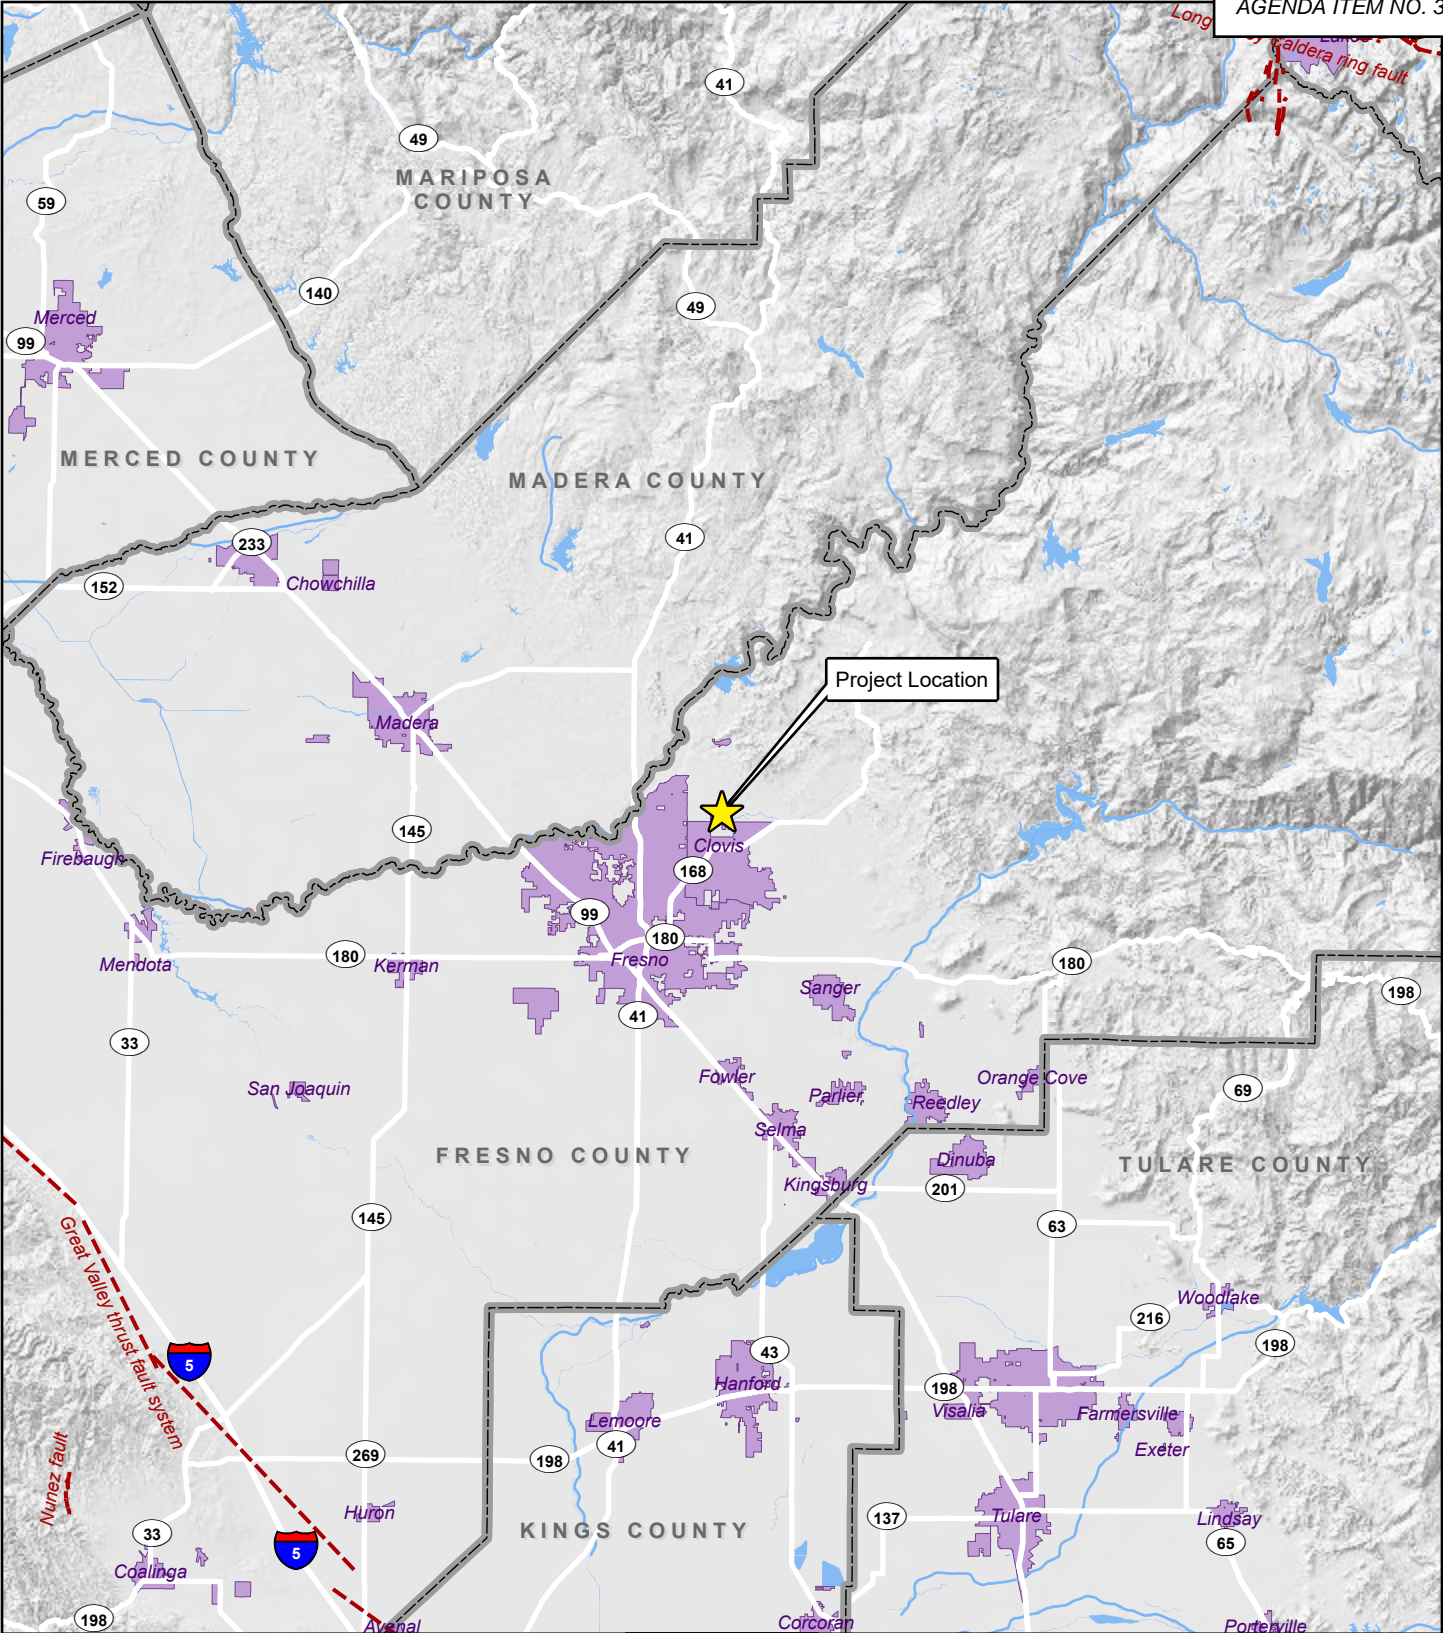 AGENDA ITEM NO. 3
Long
Caldera ring fault
41
49
MARIPOSA
COUNTY
59
140
49
Merced
99
MERCED COUNTY
MADERA COUNTY
41
233
152
Chowchilla
Project Location
Madera
145
Firebaugh
Clovis
168
99
180
Fresno
180
Kerman
Mendota
180
198
Sanger
41
33
San Joaquin
Fowler
Parlier
Reedley
Orange Cove
69
Selma
FRESNO COUNTY
Dinuba
TULARE COUNTY
Kingsburg
201
145
63
Great Valley thrust fault system
5
Woodlake
216
198
43
Hanford
198
Visalia
Farmersville
Exeter
Lemoore
41
198
269
Nunez fault
Huron
KINGS COUNTY
137
Tulare
Lindsay
65
33
5
Coalinga
198
Avenal
Corcoran
Porterville